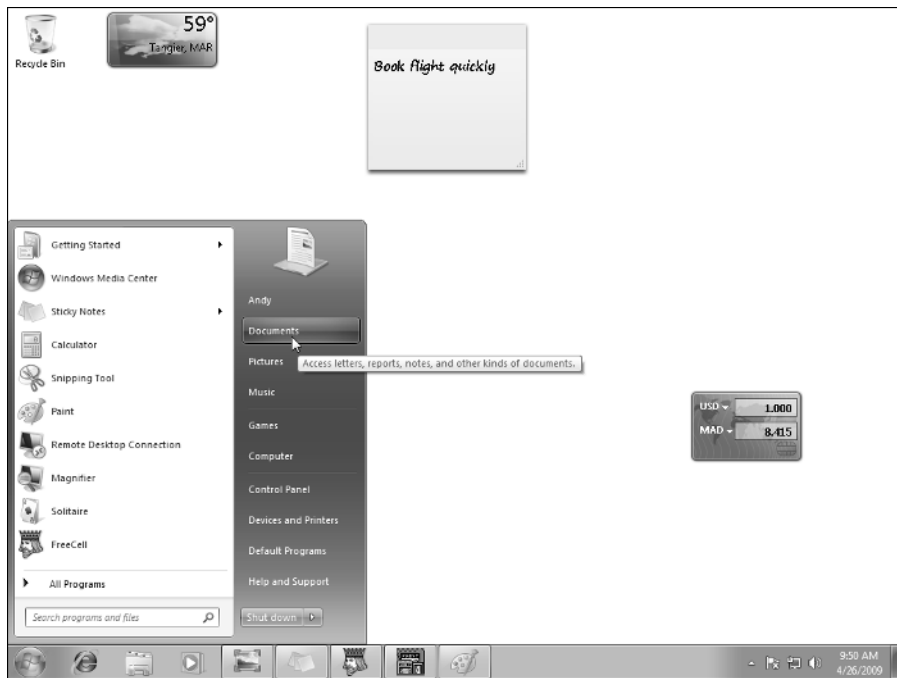 59°
Tangier, MAR
Recycle Bin
Book flight quickly
Getting Started
Windows Media Center
Sticky Notes
Calculator
Snipping Tool
Paint
Remote Desktop Connection
Magnifier
Solitaire
FreeCell
All Programs
Search programs and files
Andy
Documents
Access letters, reports, notes, and other kinds of documents.
Pictures
Music
Games
Computer
Control Panel
Devices and Printers
Default Programs
Help and Support
Shut down
USD 1.000
MAD 8.415
9:50 AM
4/26/2009